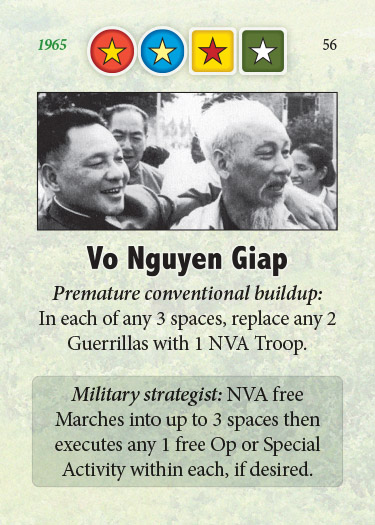 1965
56
Vo Nguyen Giap
Premature conventional buildup:
In each of any 3 spaces, replace any 2
Guerrillas with 1 NVA Troop.
Military strategist: NVA free
Marches into up to 3 spaces then
executes any 1 free Op or Special
Activity within each, if desired.